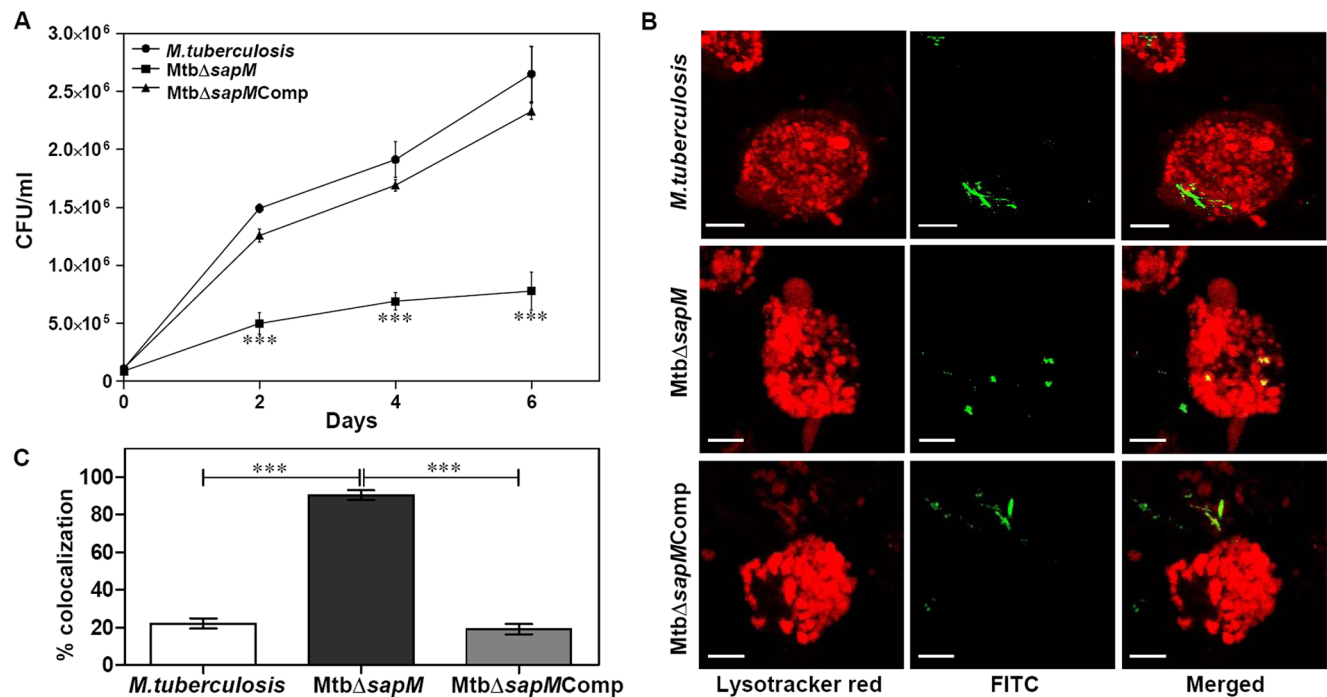 A
CFU/ml
3.0×10⁶
2.5×10⁶
2.0×10⁶
1.5×10⁶
1.0×10⁶
5.0×10⁵
0
M.tuberculosis
MtbΔsapM
MtbΔsapMComp
***
***
***
0 2 4 6
Days
B
M.tuberculosis
MtbΔsapM
MtbΔsapMComp
Lysotracker red FITC Merged
C
% colocalization
100
80
60
40
20
0
*** ***
M.tuberculosis MtbΔsapM MtbΔsapMComp